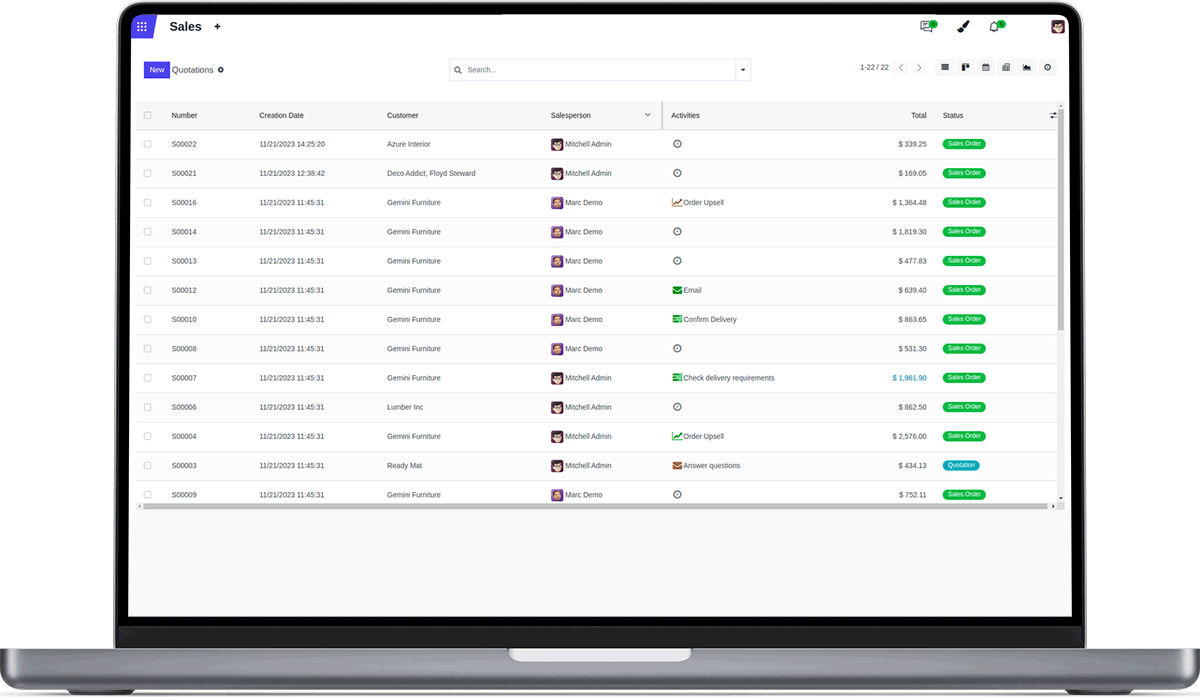 Sales +
New Quotations
Search...
1-22 / 22
Number Creation Date Customer Salesperson Activities Total Status
S00022 11/21/2023 14:25:20 Azure Interior Mitchell Admin $ 339.25 Sales Order
S00021 11/21/2023 12:38:42 Deco Addict, Floyd Steward Mitchell Admin $ 169.05 Sales Order
S00016 11/21/2023 11:45:31 Gemini Furniture Marc Demo Order Upsell $ 1,364.48 Sales Order
S00014 11/21/2023 11:45:31 Gemini Furniture Marc Demo $ 1,819.30 Sales Order
S00013 11/21/2023 11:45:31 Gemini Furniture Marc Demo $ 477.83 Sales Order
S00012 11/21/2023 11:45:31 Gemini Furniture Marc Demo Email $ 639.40 Sales Order
S00010 11/21/2023 11:45:31 Gemini Furniture Marc Demo Confirm Delivery $ 863.65 Sales Order
S00008 11/21/2023 11:45:31 Gemini Furniture Marc Demo $ 531.30 Sales Order
S00007 11/21/2023 11:45:31 Gemini Furniture Mitchell Admin Check delivery requirements $ 1,961.90 Sales Order
S00006 11/21/2023 11:45:31 Lumber Inc Mitchell Admin $ 862.50 Sales Order
S00004 11/21/2023 11:45:31 Gemini Furniture Mitchell Admin Order Upsell $ 2,576.00 Sales Order
S00003 11/21/2023 11:45:31 Ready Mat Mitchell Admin Answer questions $ 434.13 Quotation
S00009 11/21/2023 11:45:31 Gemini Furniture Marc Demo $ 752.11 Sales Order